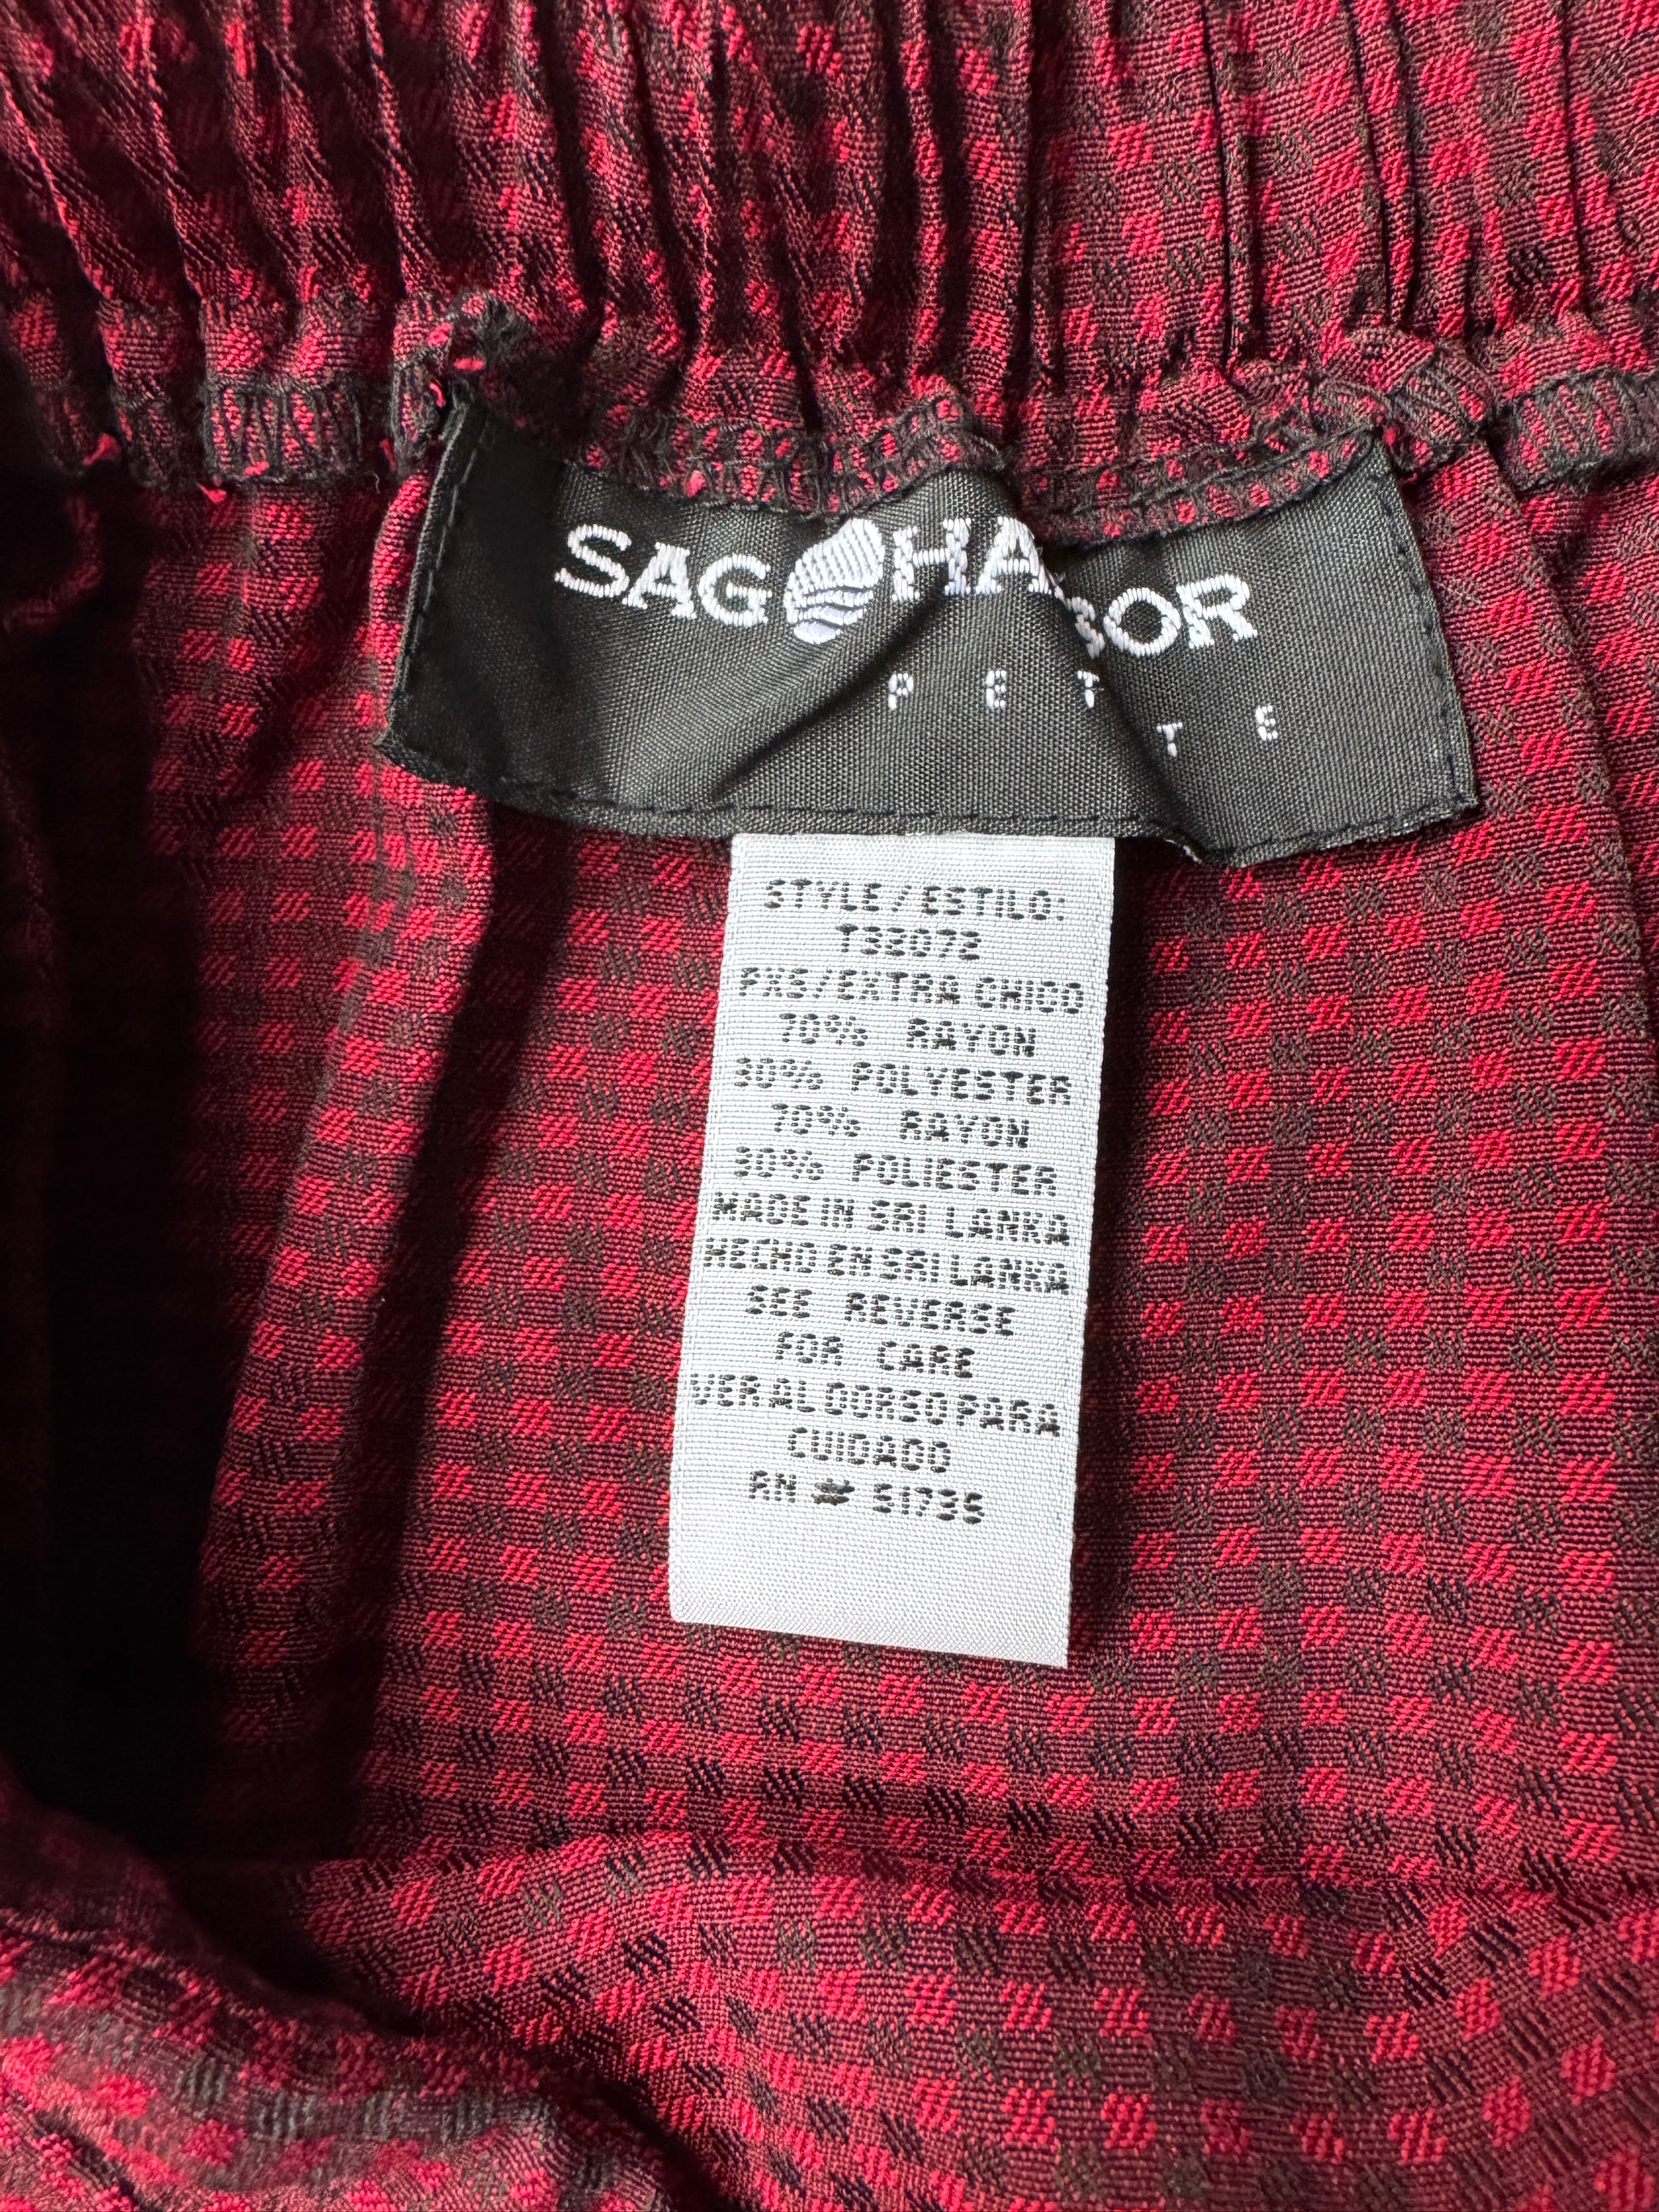 SAG HARBOR
PETITE
STYLE/ESTILO:
T32072
PXS/EXTRA CHICO
70% RAYON
30% POLYESTER
70% RAYON
30% POLIESTER
MADE IN SRI LANKA
HECHO EN SRI LANKA
SEE REVERSE
FOR CARE
VER AL DORSO PARA
CUIDADO
RN # 51735